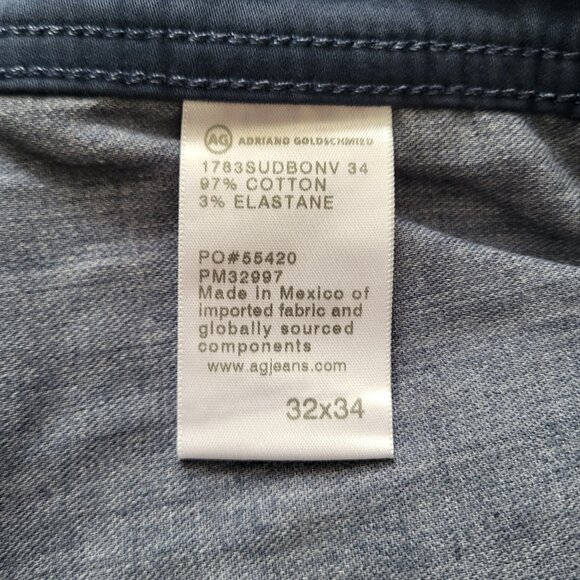 AG ADRIANO GOLDSCHMIED
1783SUDBONV 34
97% COTTON
3% ELASTANE
PO#55420
PM32997
Made in Mexico of
imported fabric and
globally sourced
components
www.agjeans.com
32x34